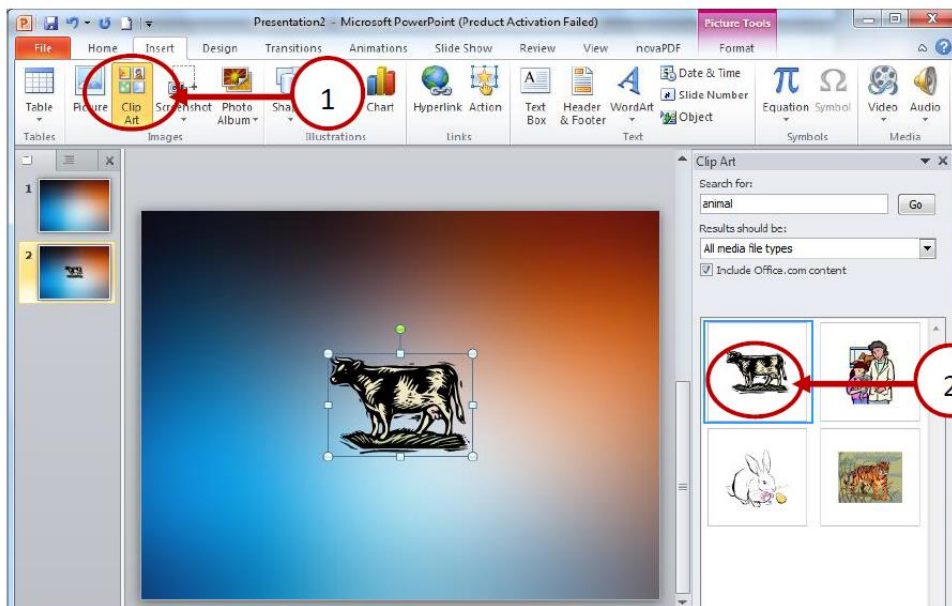 Presentation2 - Microsoft PowerPoint (Product Activation Failed)
Picture Tools
File Home Insert Design Transitions Animations Slide Show Review View novaPDF Format
Table
Picture
Clip Art
Screenshot
Photo Album
Chart
Hyperlink
Action
Text Box
Header & Footer
WordArt
Date & Time
Slide Number
Object
Equation
Symbol
Video
Audio
Tables
Images
Illustrations
Links
Text
Symbols
Media
1
1
2
Clip Art
Search for:
animal
Go
Results should be:
All media file types
Include Office.com content
2